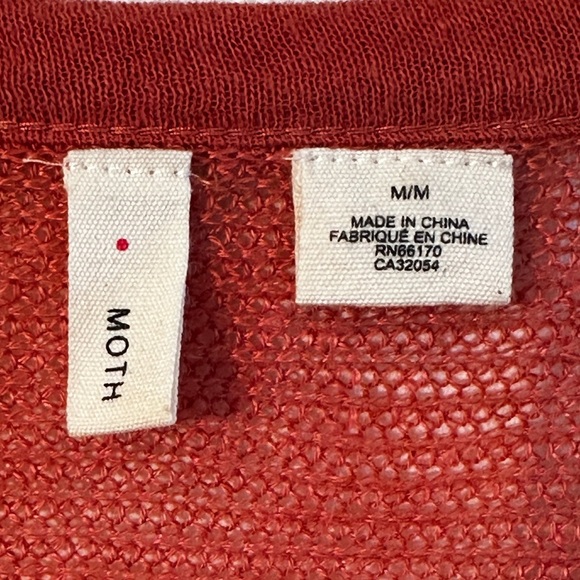 MOTH
M/M
MADE IN CHINA
FABRIQUÉ EN CHINE
RN66170
CA32054